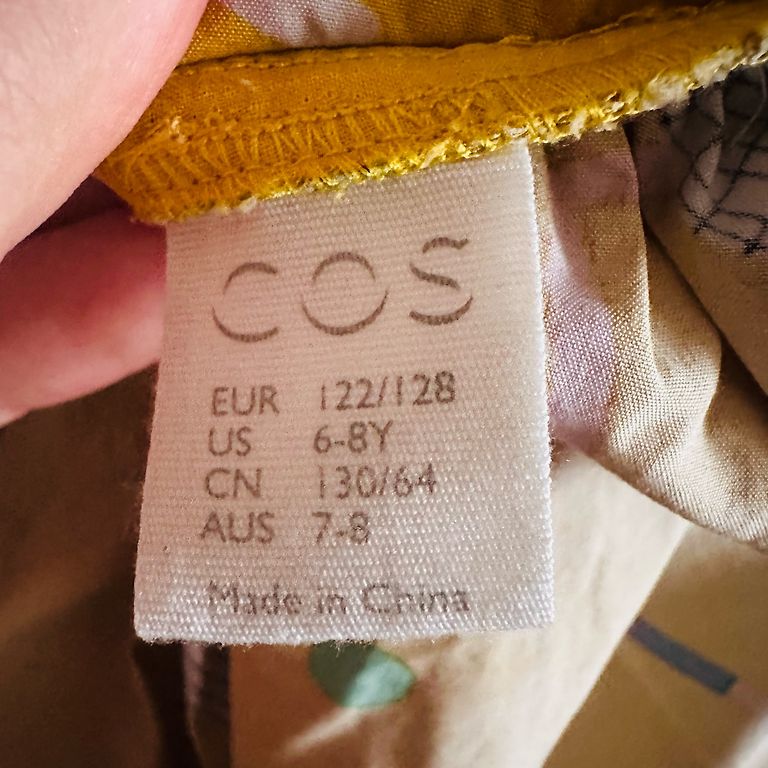 COS
EUR 122/128
US 6-8Y
CN 130/64
AUS 7-8
Made in China